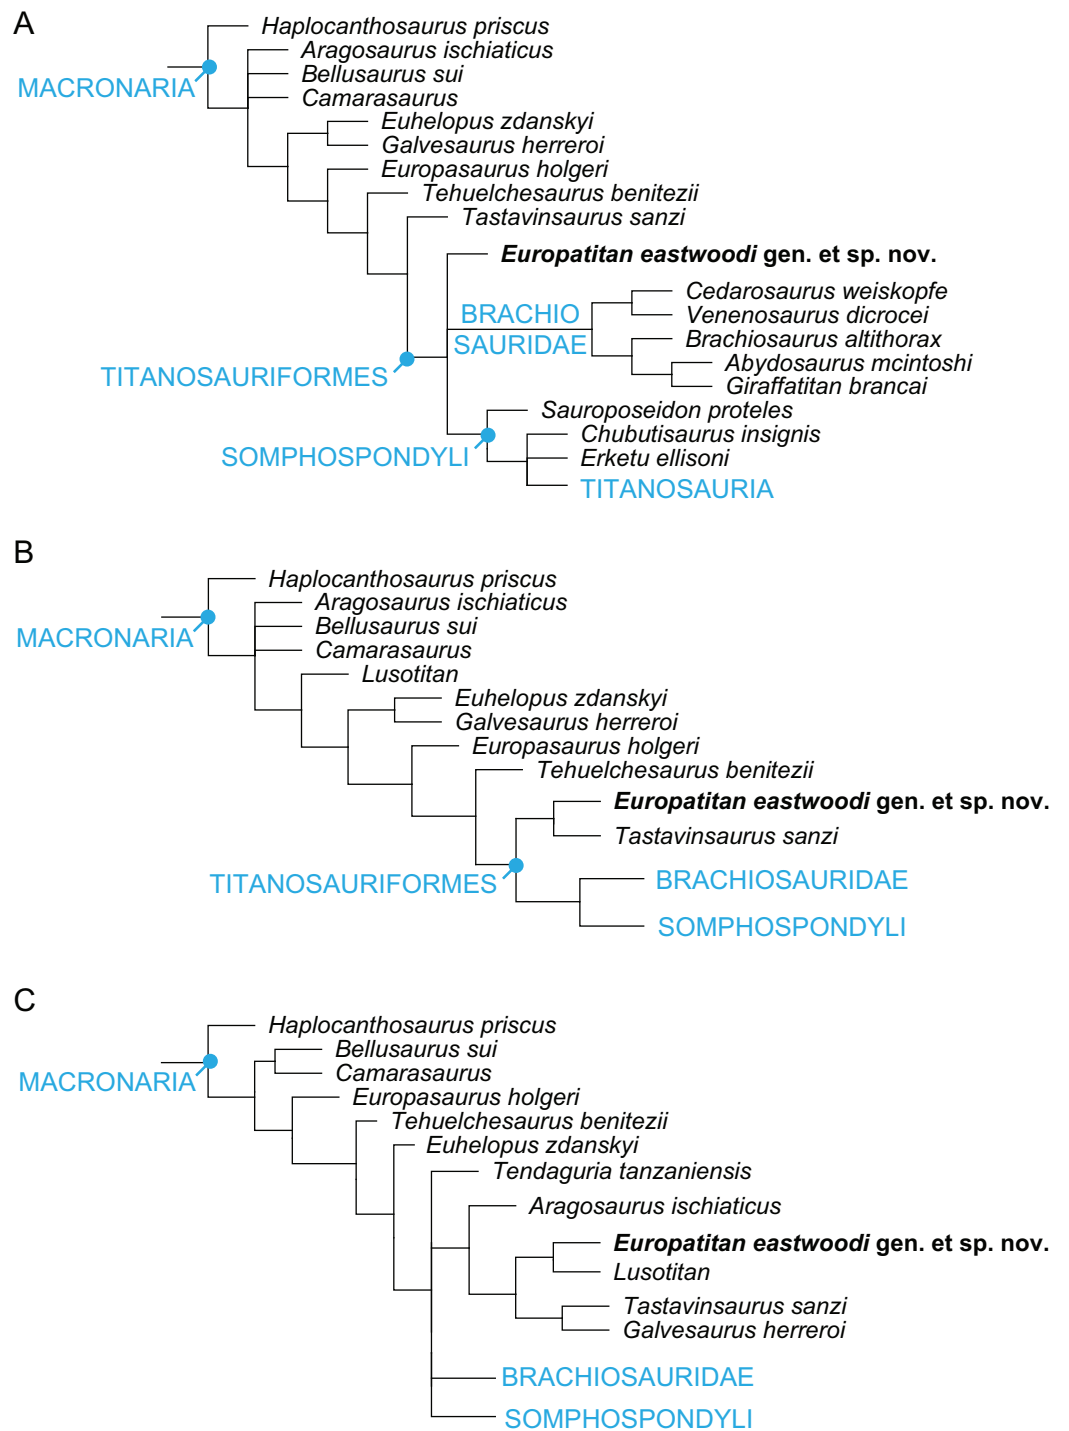 A
Haplocanthosaurus priscus
Aragosaurus ischiaticus
Bellusaurus sui
MACRONARIA
Camarasaurus
Euhelopus zdanskyi
Galvesaurus herreroi
Europasaurus holgeri
Tehuelchesaurus benitezii
Tastavinsaurus sanzi
Europatitan eastwoodi gen. et sp. nov.
Cedarosaurus weiskopfe
BRACHIO
Venenosaurus dicrocei
Brachiosaurus altithorax
SAURIDAE
Abydosaurus mcintoshi
TITANOSAURIFORMES
Giraffatitan brancai
Sauroposeidon proteles
Chubutisaurus insignis
SOMPHOSPONDYLI
Erketu ellisoni
TITANOSAURIA
B
Haplocanthosaurus priscus
Aragosaurus ischiaticus
Bellusaurus sui
MACRONARIA
Camarasaurus
Lusotitan
Euhelopus zdanskyi
Galvesaurus herreroi
Europasaurus holgeri
Tehuelchesaurus benitezii
Europatitan eastwoodi gen. et sp. nov.
Tastavinsaurus sanzi
TITANOSAURIFORMES
BRACHIOSAURIDAE
SOMPHOSPONDYLI
C
Haplocanthosaurus priscus
Bellusaurus sui
MACRONARIA
Camarasaurus
Europasaurus holgeri
Tehuelchesaurus benitezii
Euhelopus zdanskyi
Tendaguria tanzaniensis
Aragosaurus ischiaticus
Europatitan eastwoodi gen. et sp. nov.
Lusotitan
Tastavinsaurus sanzi
Galvesaurus herreroi
BRACHIOSAURIDAE
SOMPHOSPONDYLI